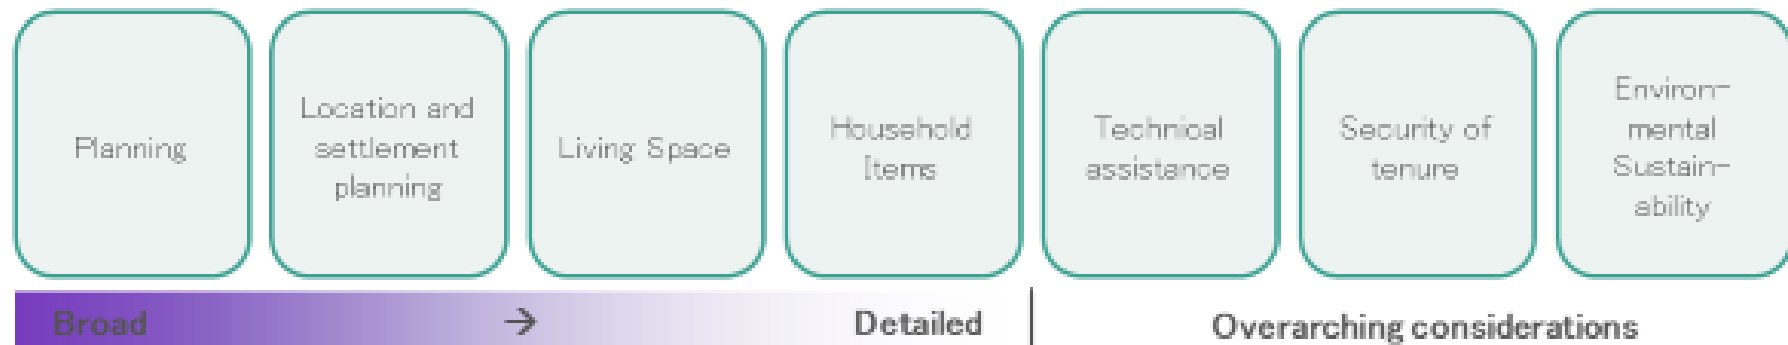 Planning
Location and
settlement
planning
Living Space
Household
Items
Technical
assistance
Security of
tenure
Environ-
mental
Sustain-
ability
Broad → Detailed
Overarching considerations